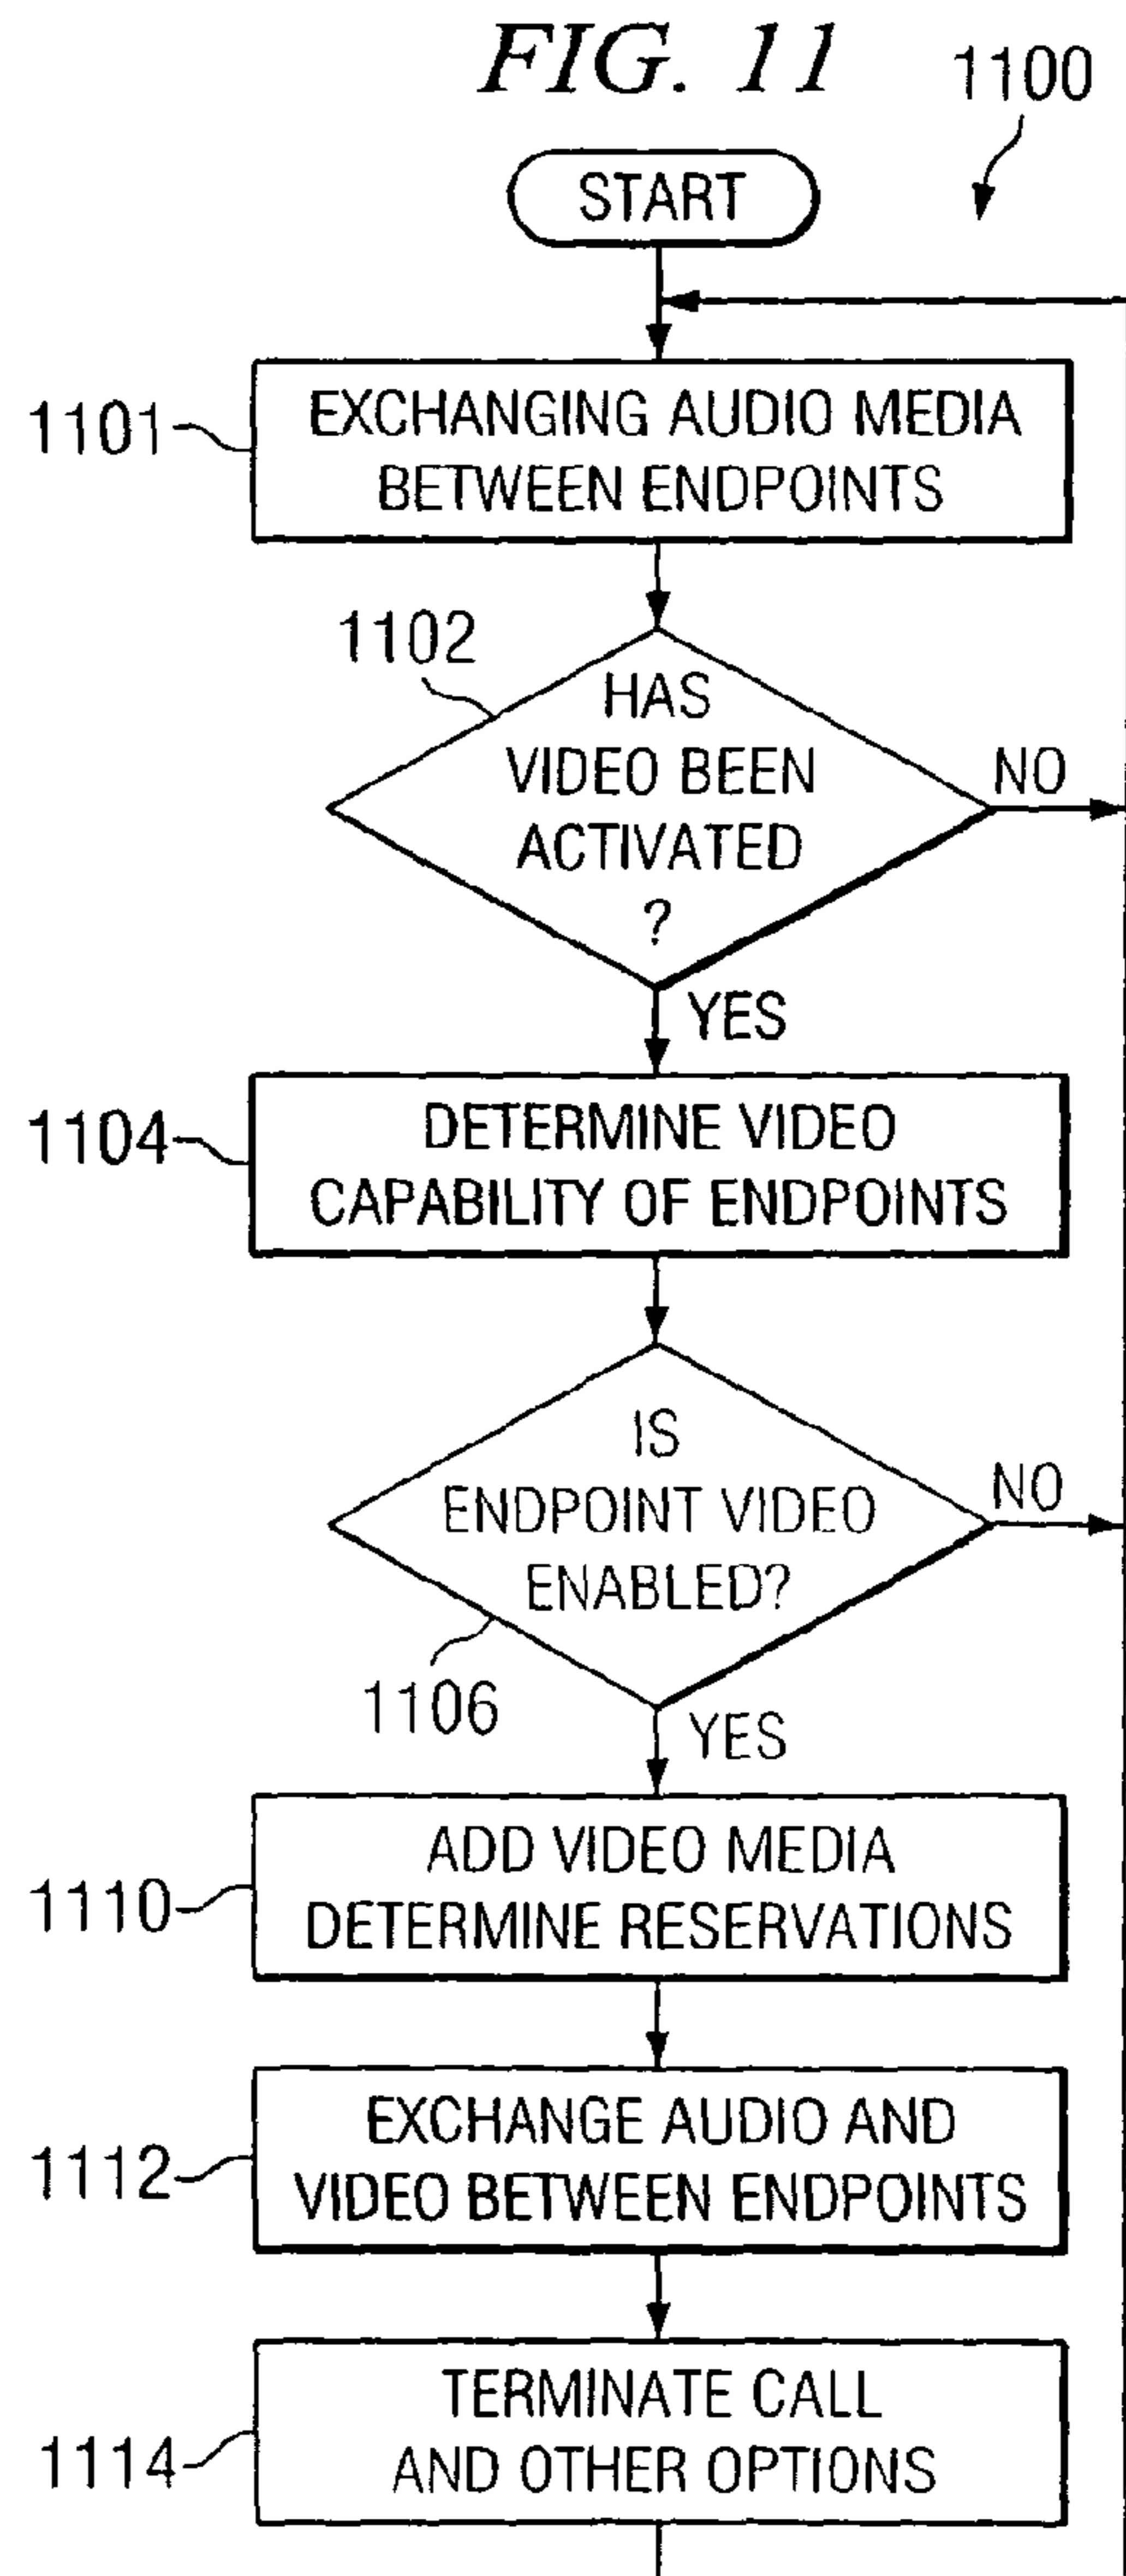 FIG. 11
1100
START
1101
EXCHANGING AUDIO MEDIA
BETWEEN ENDPOINTS
1102
HAS
VIDEO BEEN
ACTIVATED
?
NO
YES
1104
DETERMINE VIDEO
CAPABILITY OF ENDPOINTS
IS
ENDPOINT VIDEO
ENABLED?
NO
1106
YES
1110
ADD VIDEO MEDIA
DETERMINE RESERVATIONS
1112
EXCHANGE AUDIO AND
VIDEO BETWEEN ENDPOINTS
1114
TERMINATE CALL
AND OTHER OPTIONS